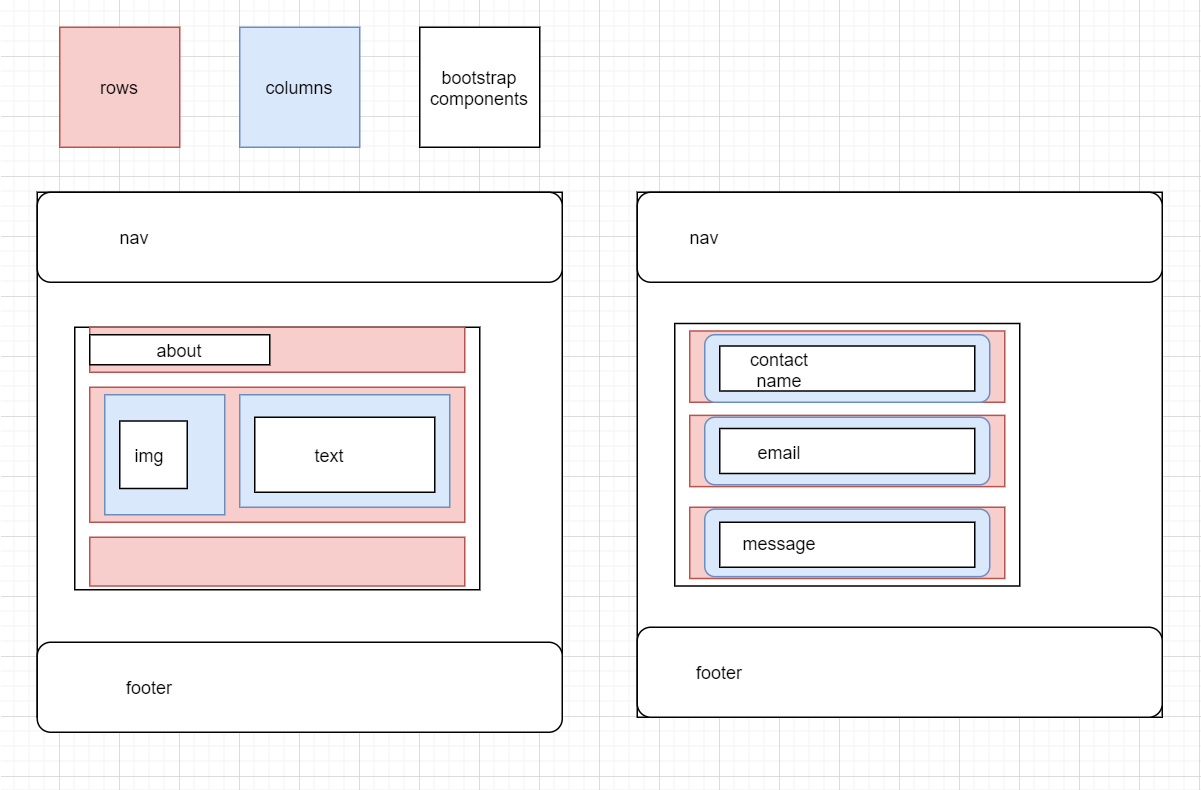 rows
columns
bootstrap
components
nav
about
img
text
footer
nav
contact
name
email
message
footer